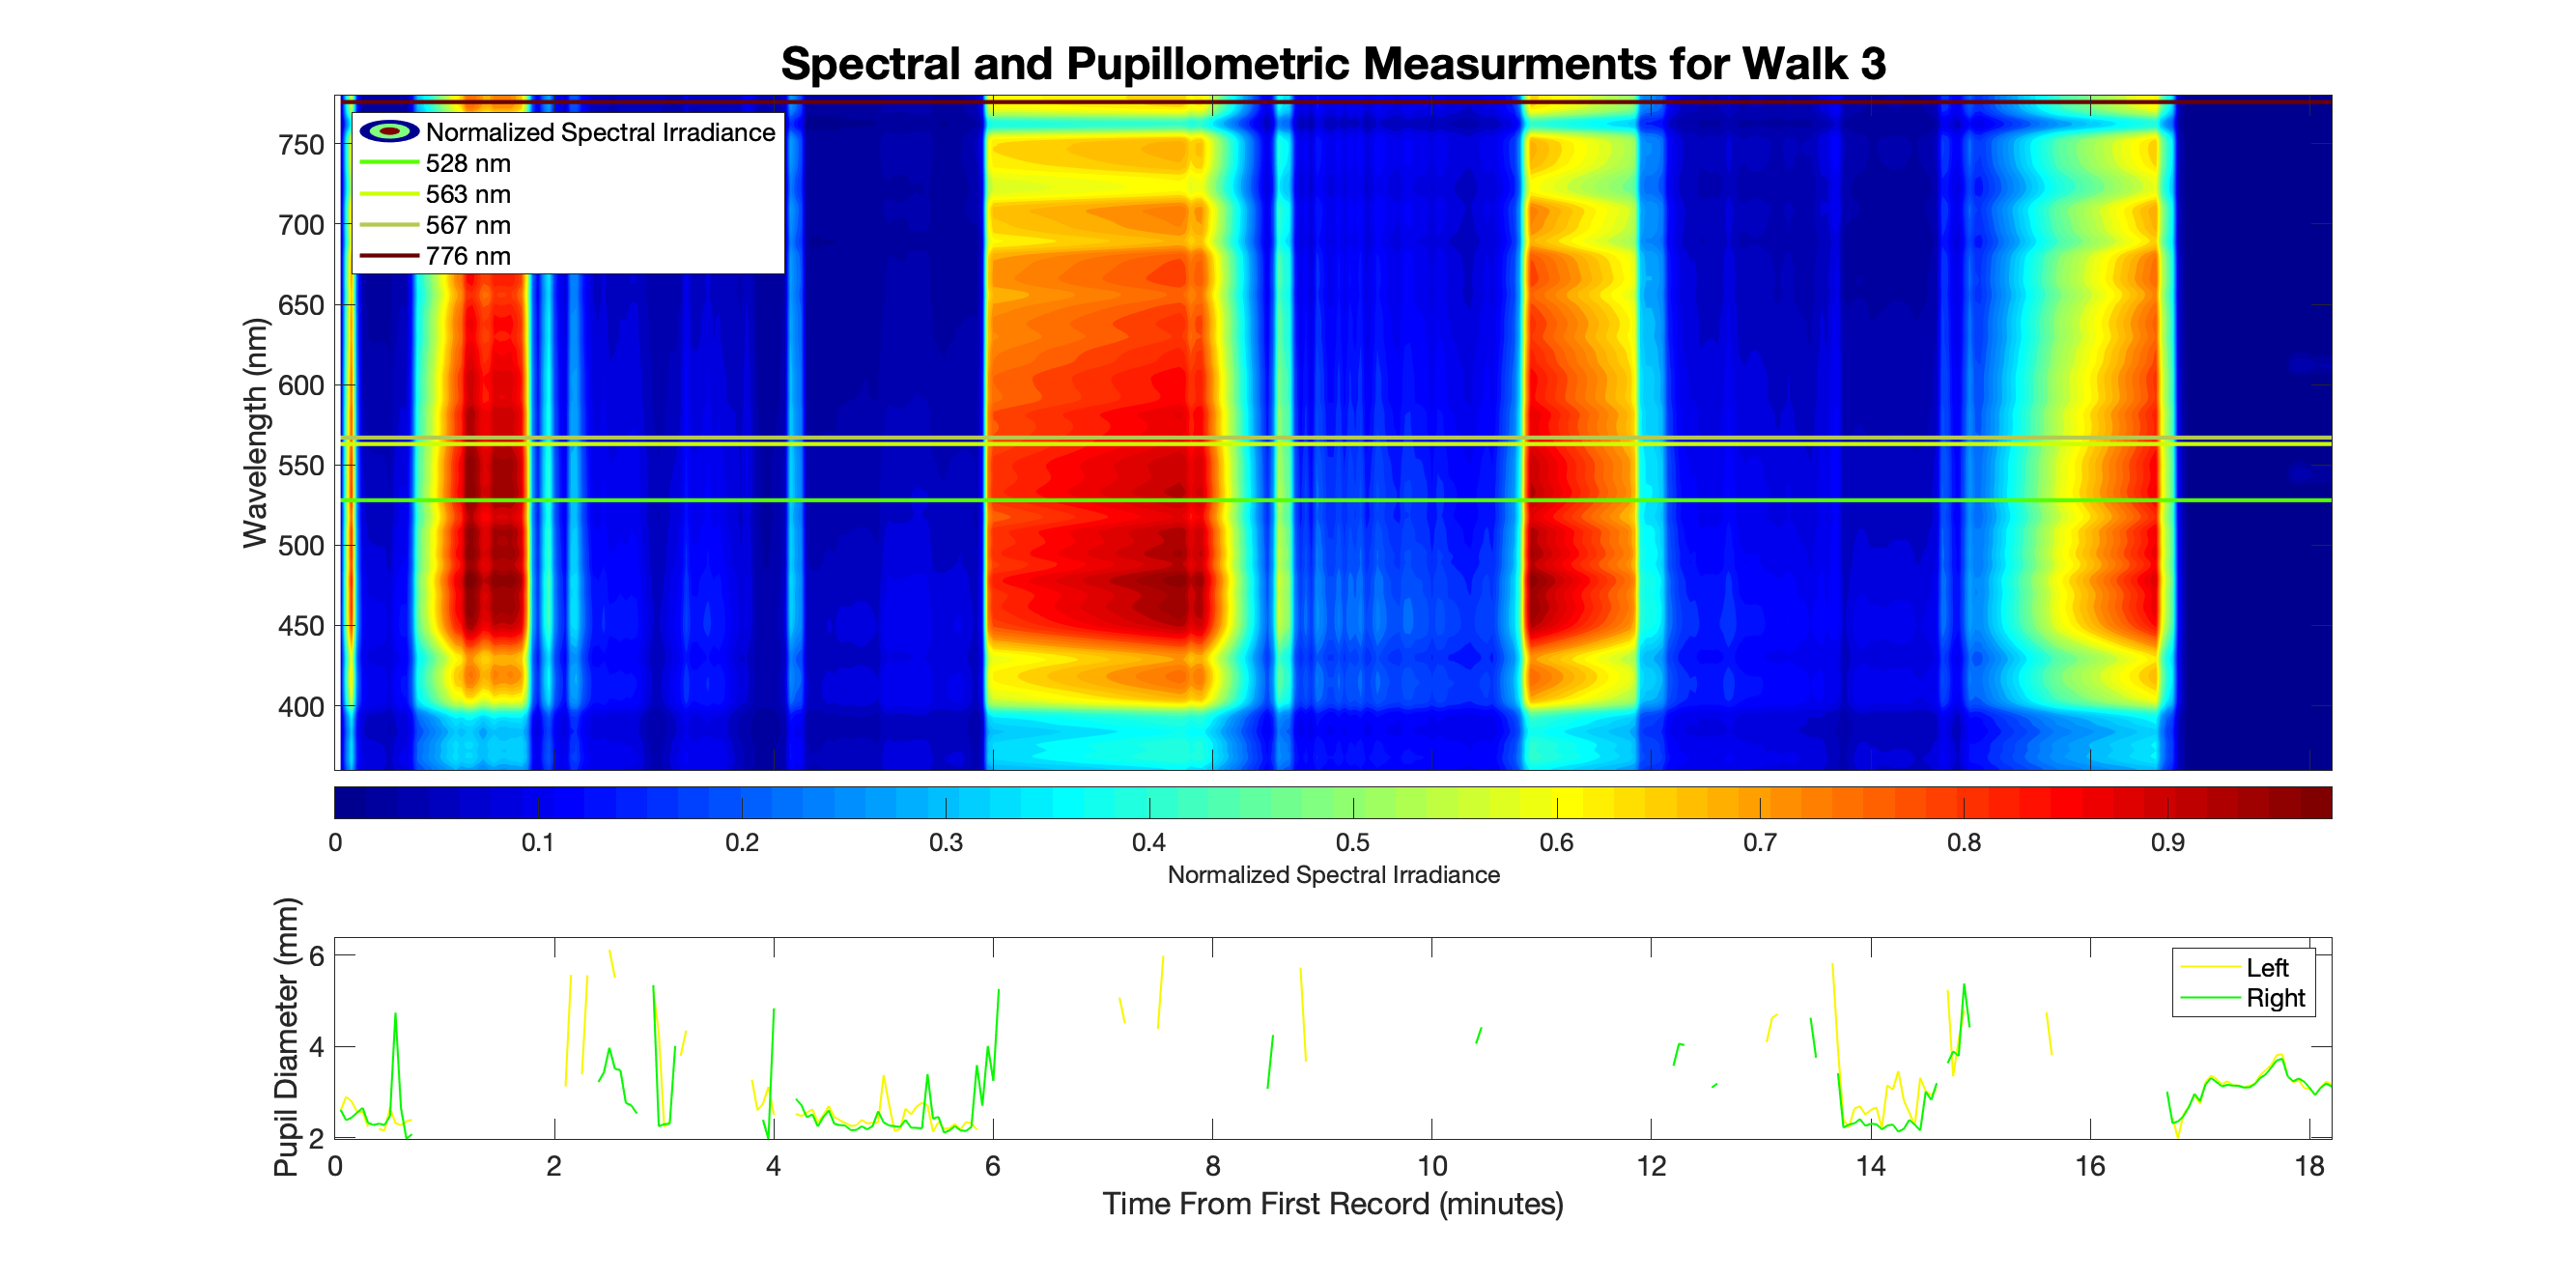 Spectral and Pupillometric Measurments for Walk 3
Normalized Spectral Irradiance
528 nm
563 nm
567 nm
776 nm
Wavelength (nm)
750
700
650
600
550
500
450
400
0 0.1 0.2 0.3 0.4 0.5 0.6 0.7 0.8 0.9
Normalized Spectral Irradiance
Pupil Diameter (mm)
6
4
2
Left
Right
0 2 4 6 8 10 12 14 16 18
Time From First Record (minutes)